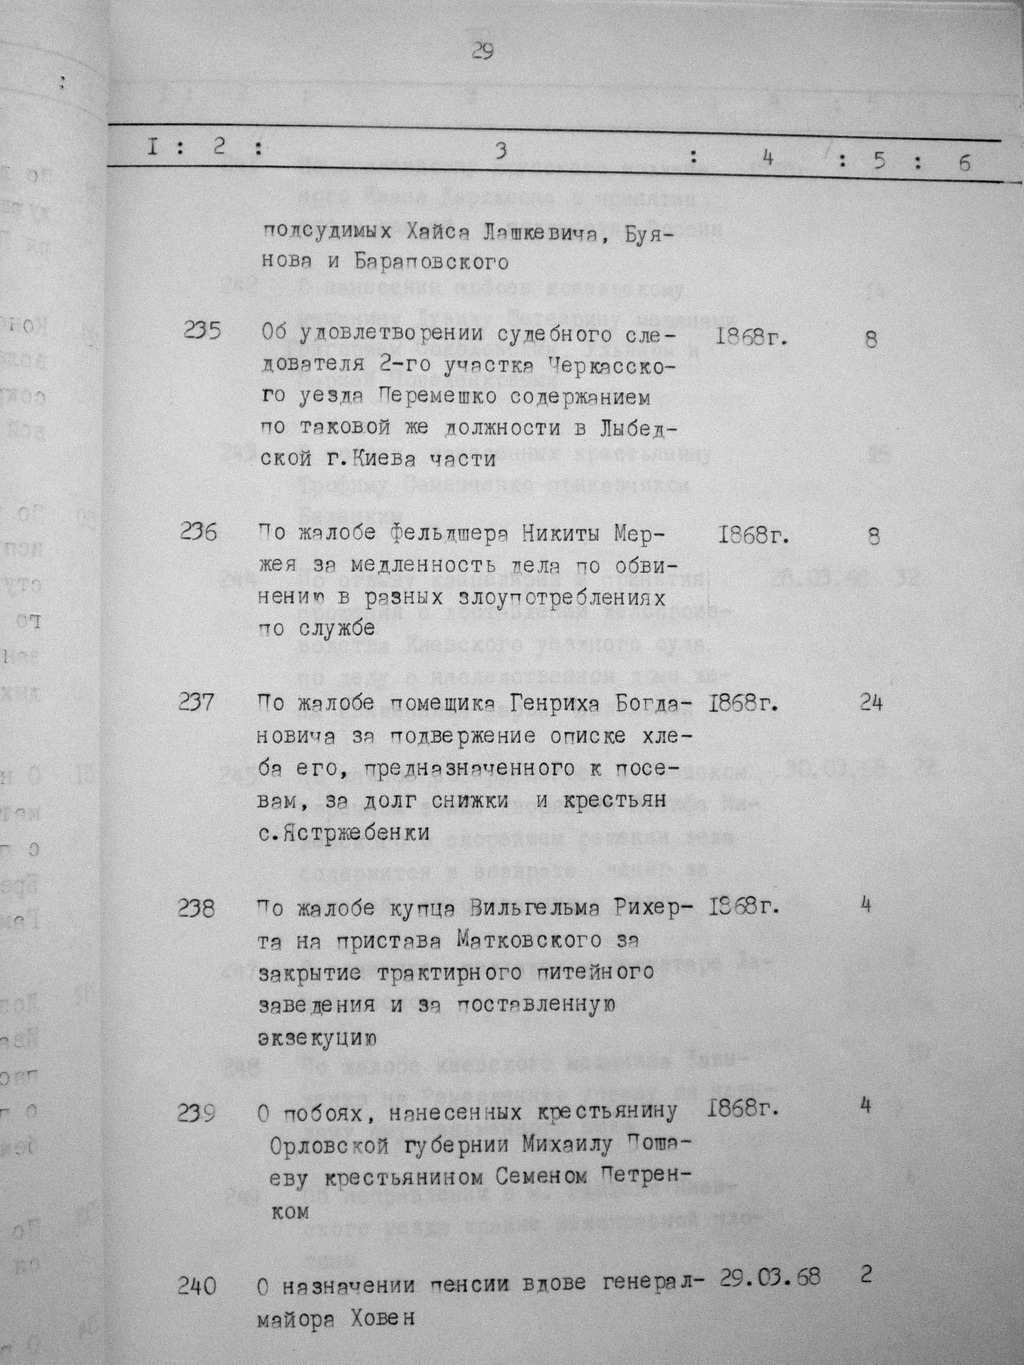 29
I : 2 : 3 : 4 : 5 : 6
подсудимых Хайса Лашкевича, Буя-
нова и Бараповского
235 Об удовлетворении судебного сле- 1868г. 8
дователя 2-го участка Черкасско-
го уезда Перемешко содержанием
по таковой же должности в Лыбед-
ской г.Киева части
236 По жалобе фельдшера Никиты Мер- 1868г. 8
жея за медленность дела по обви-
нению в разных злоупотреблениях
по службе
237 По жалобе помещика Генриха Богда- 1868г. 24
новича за подвержение описке хле-
ба его, предназначенного к посе-
вам, за долг снижки и крестьян
с.Ястржебенки
238 По жалобе купца Вильгельма Рихер- 1868г. 4
та на пристава Матковского за
закрытие трактирного питейного
заведения и за поставленную
экзекуцию
239 О побоях, нанесенных крестьянину 1868г. 4
Орловской губернии Михаилу Поша-
еву крестьянином Семеном Петрен-
ком
240 О назначении пенсии вдове генерал- 29.03.68 2
майора Ховен